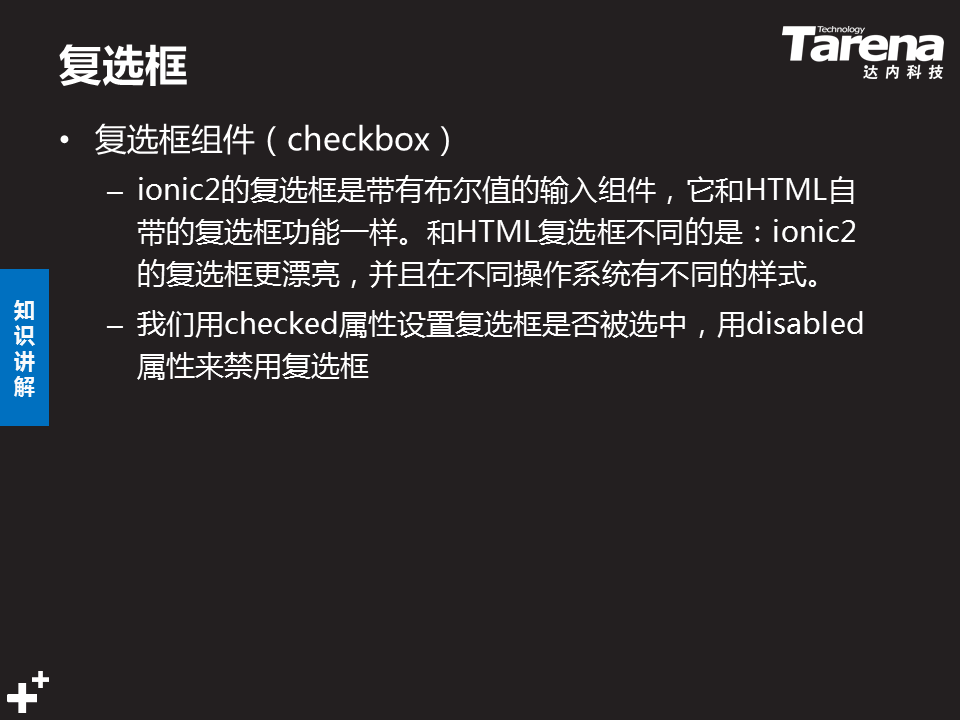 复选框
Technology
Tarena
达内科技
• 复选框组件（checkbox）
– ionic2的复选框是带有布尔值的输入组件，它和HTML自
带的复选框功能一样。和HTML复选框不同的是：ionic2
的复选框更漂亮，并且在不同操作系统有不同的样式。
– 我们用checked属性设置复选框是否被选中，用disabled
属性来禁用复选框
知
识
讲
解